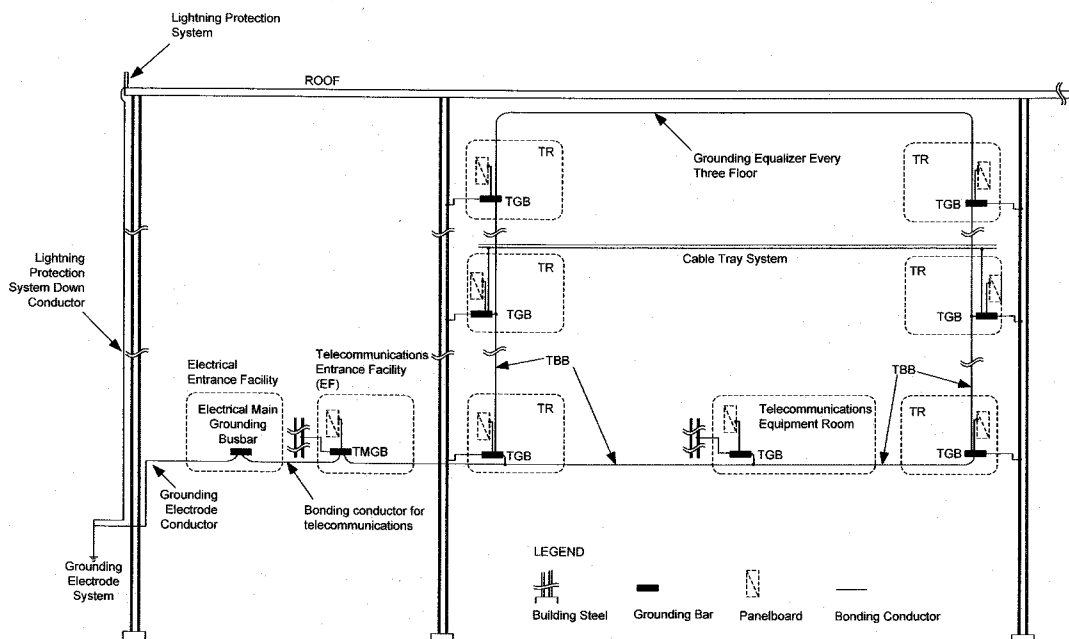 Lightning Protection
System
ROOF
TR
TR
Grounding Equalizer Every
Three Floor
TGB
TGB
Lightning
Protection
System Down
Conductor
TR
Cable Tray System
TR
TGB
TGB
Electrical
Entrance Facility
Telecommunications
Entrance Facility
(EF)
TBB
TBB
Electrical Main
Grounding
Busbar
TR
Telecommunications
Equipment Room
TR
TMGB
TGB
TGB
TGB
Grounding
Electrode
Conductor
Bonding conductor for
telecommunications
Grounding
Electrode
System
LEGEND
Building Steel
Grounding Bar
Panelboard
Bonding Conductor